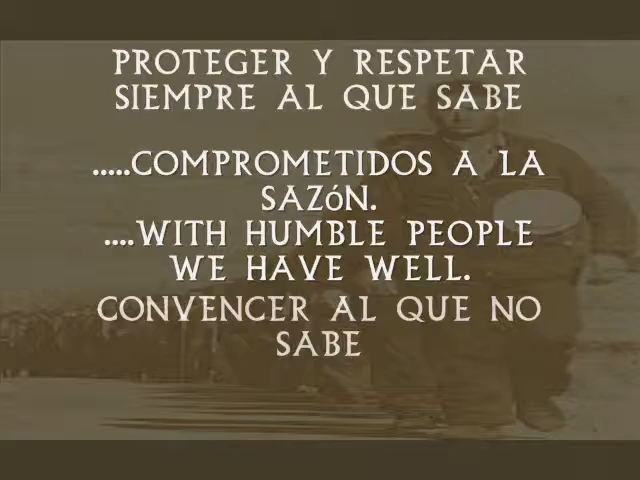 PROTEGER Y RESPETAR
SIEMPRE AL QUE SABE
.....COMPROMETIDOS A LA
SAZóN.
....WITH HUMBLE PEOPLE
WE HAVE WELL.
CONVENCER AL QUE NO
SABE